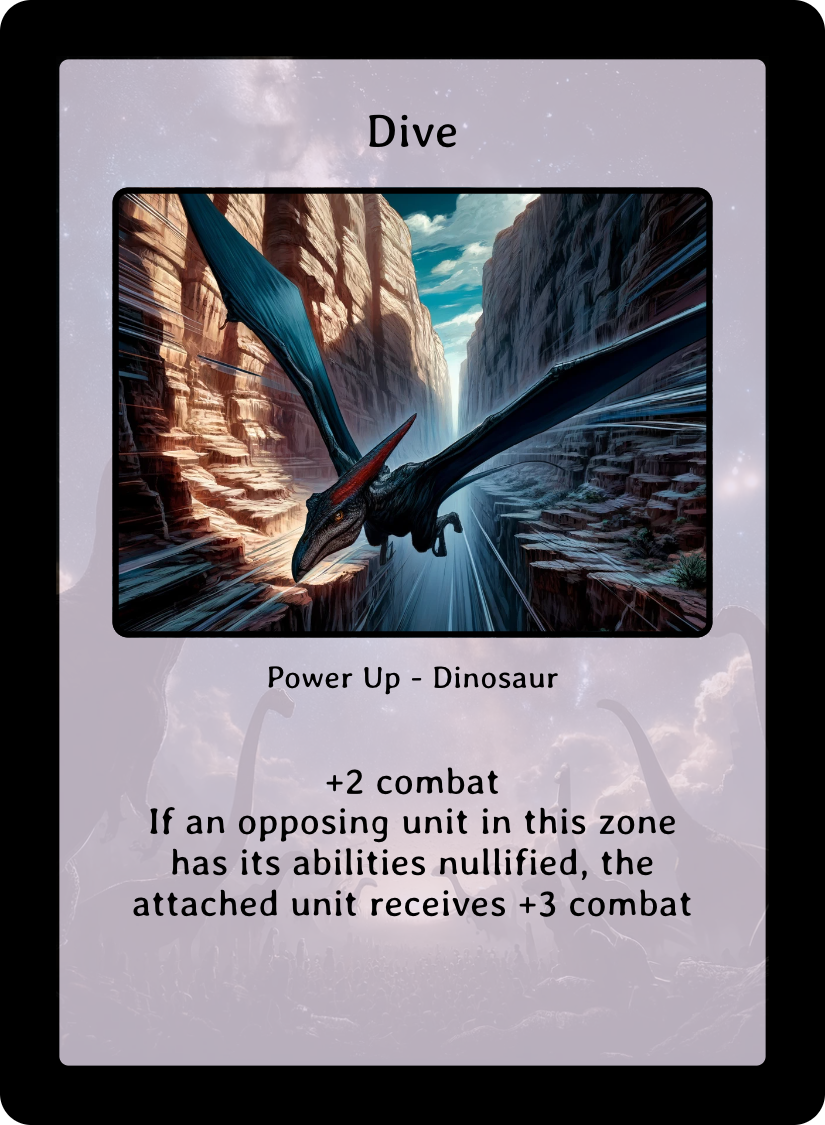 Dive
Power Up - Dinosaur
+2 combat
If an opposing unit in this zone
has its abilities nullified, the
attached unit receives +3 combat